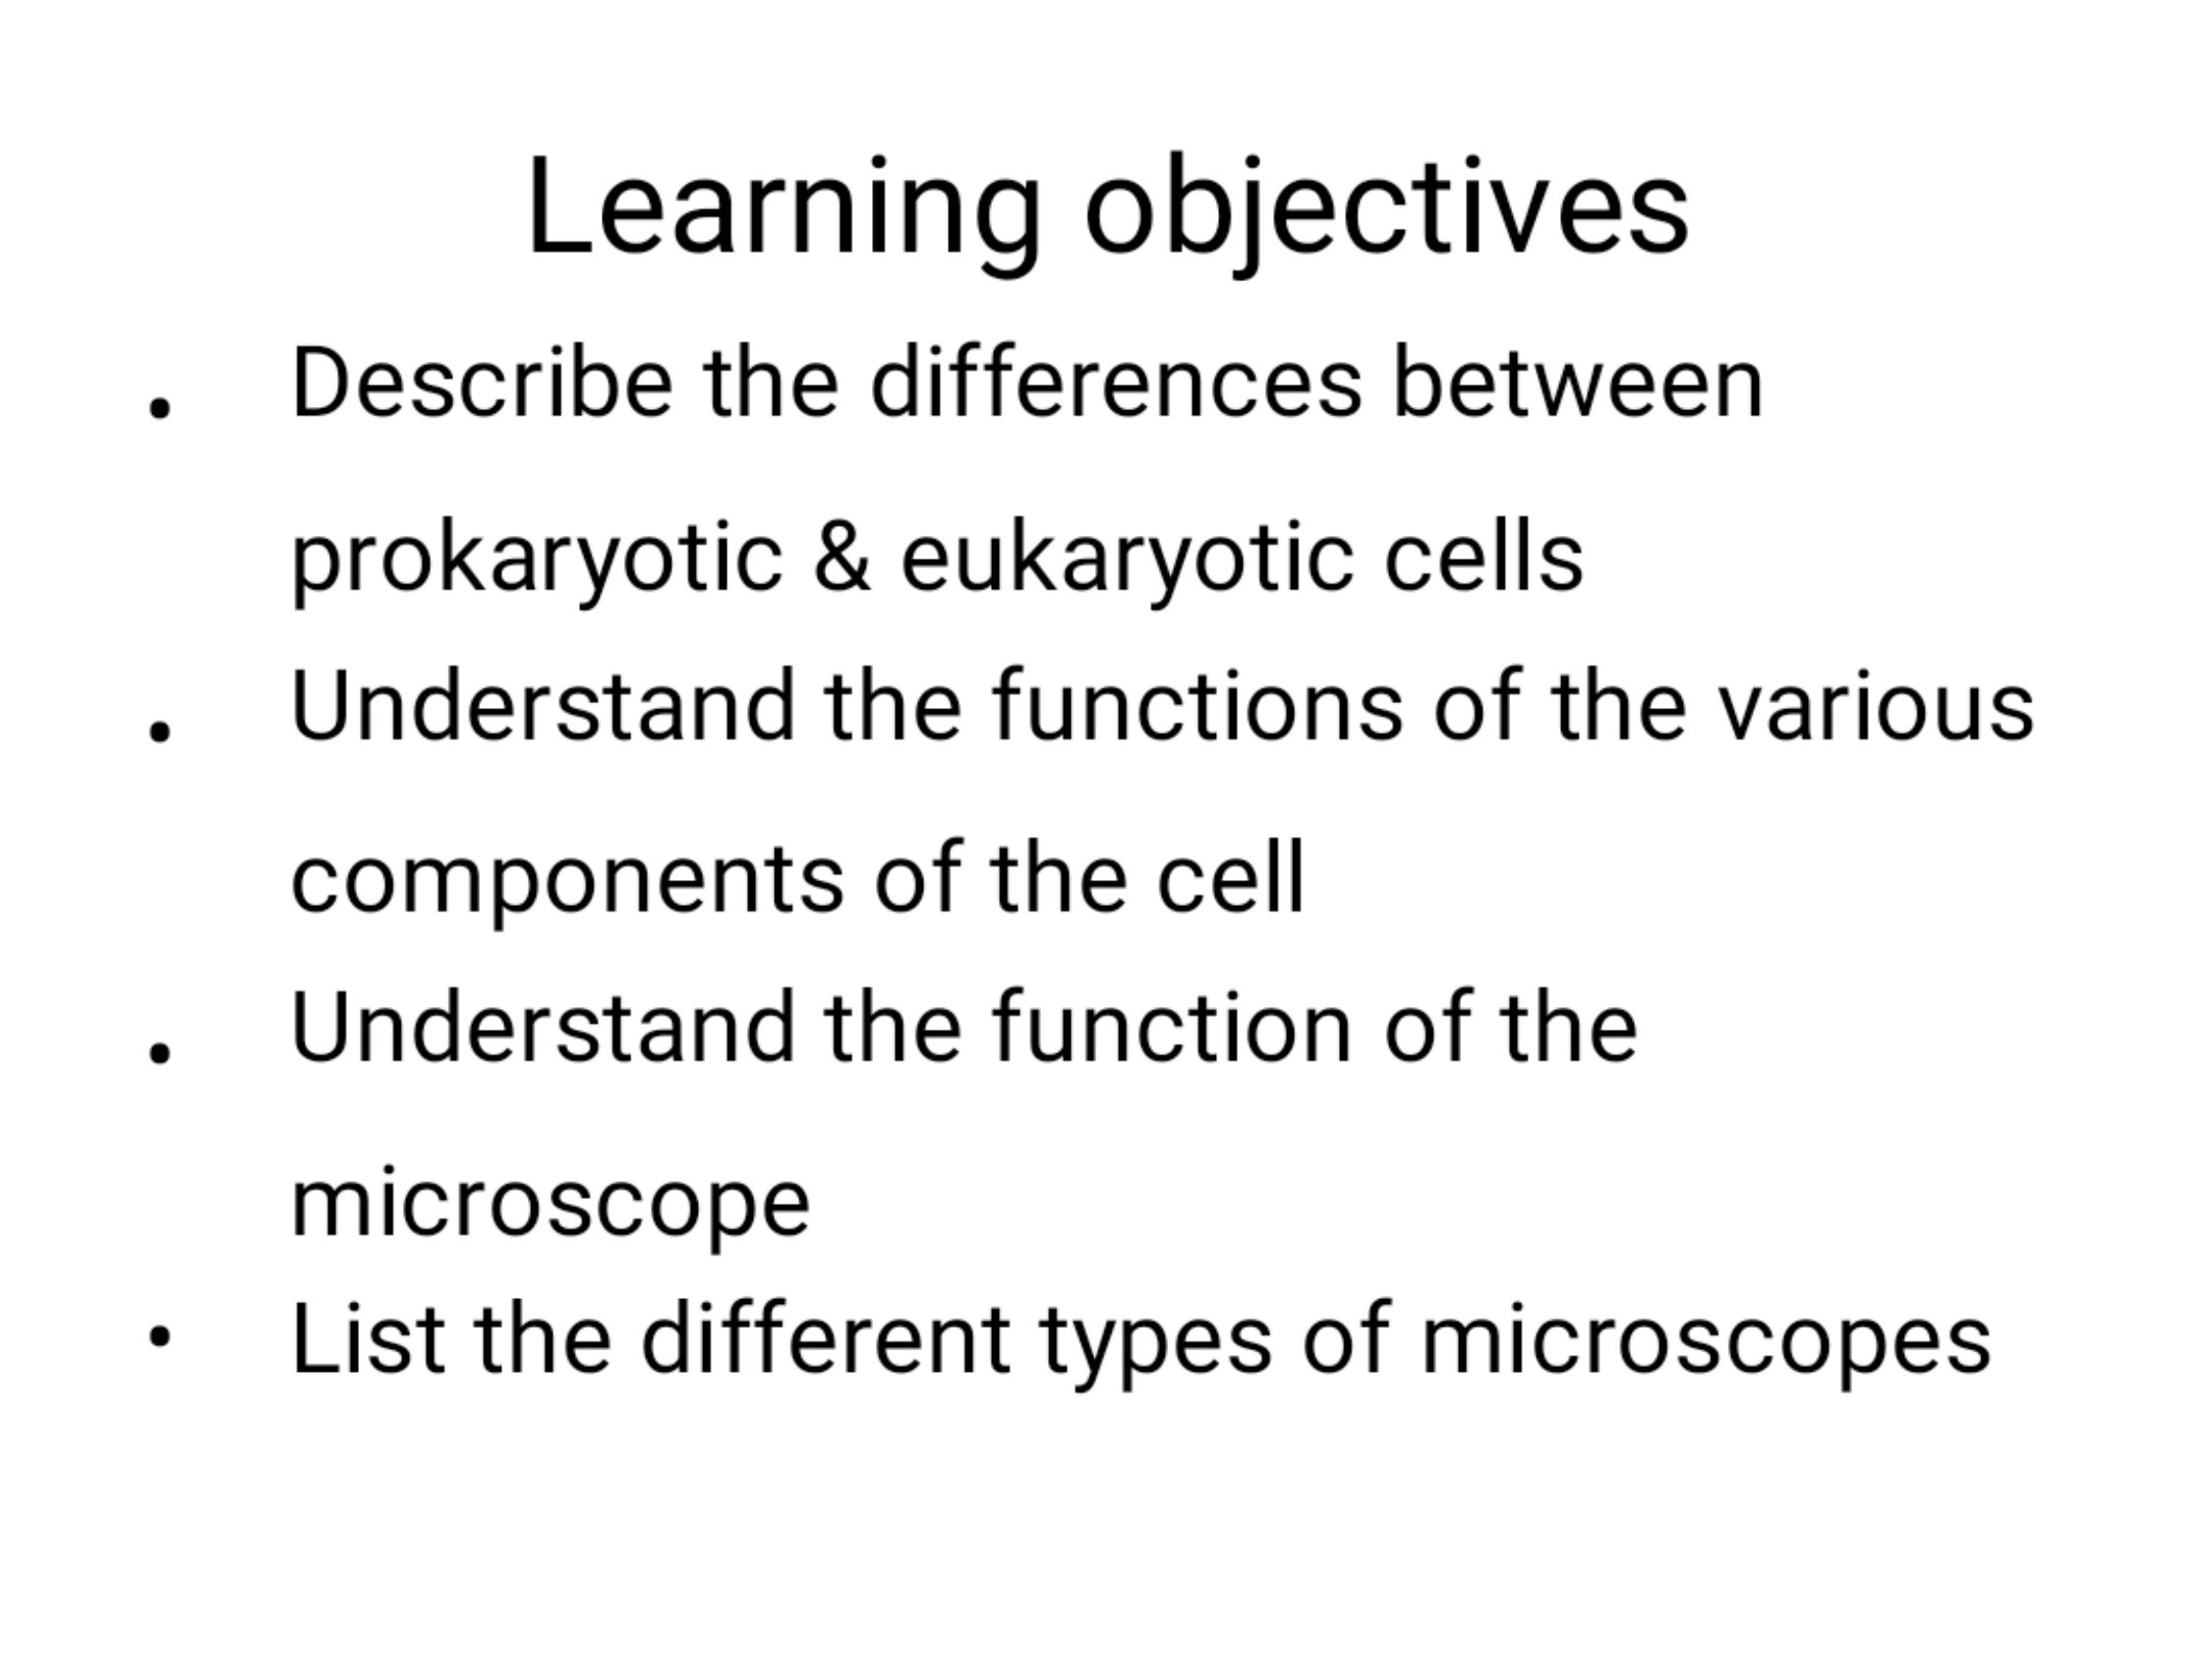 Learning objectives
• Describe the differences between
prokaryotic & eukaryotic cells
• Understand the functions of the various
components of the cell
• Understand the function of the
microscope
• List the different types of microscopes